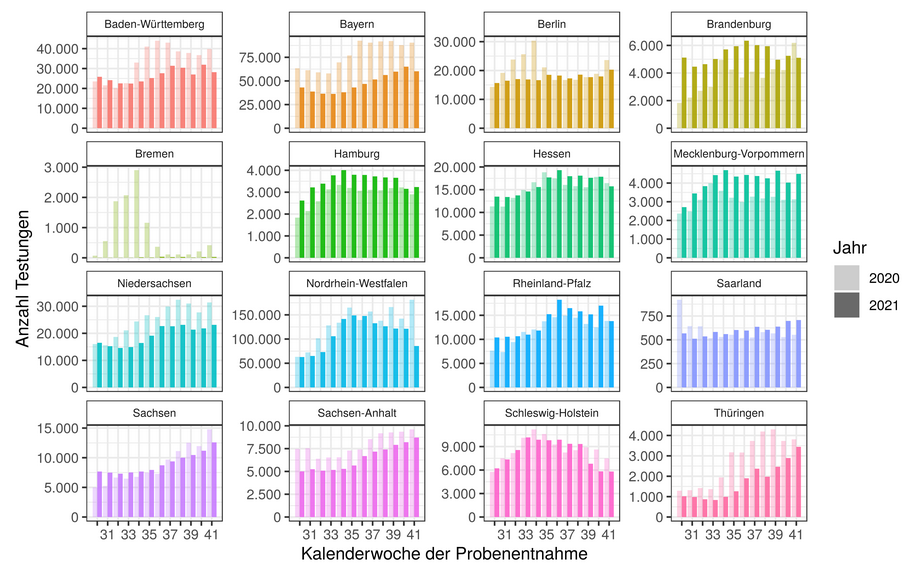 Baden-Württemberg Bayern Berlin Brandenburg
40.000 30.000 20.000 10.000 0
75.000 50.000 25.000 0
30.000 20.000 10.000 0
6.000 4.000 2.000 0
Bremen Hamburg Hessen Mecklenburg-Vorpommern
3.000 2.000 1.000 0
4.000 3.000 2.000 1.000 0
20.000 15.000 10.000 5.000 0
4.000 3.000 2.000 1.000 0
Niedersachsen Nordrhein-Westfalen Rheinland-Pfalz Saarland
30.000 20.000 10.000 0
150.000 100.000 50.000 0
15.000 10.000 5.000 0
750 500 250 0
Sachsen Sachsen-Anhalt Schleswig-Holstein Thüringen
15.000 10.000 5.000 0
10.000 7.500 5.000 2.500 0
9.000 6.000 3.000 0
4.000 3.000 2.000 1.000 0
31 33 35 37 39 41 31 33 35 37 39 41 31 33 35 37 39 41 31 33 35 37 39 41
Kalenderwoche der Probenentnahme
Anzahl Testungen
Jahr
2020
2021